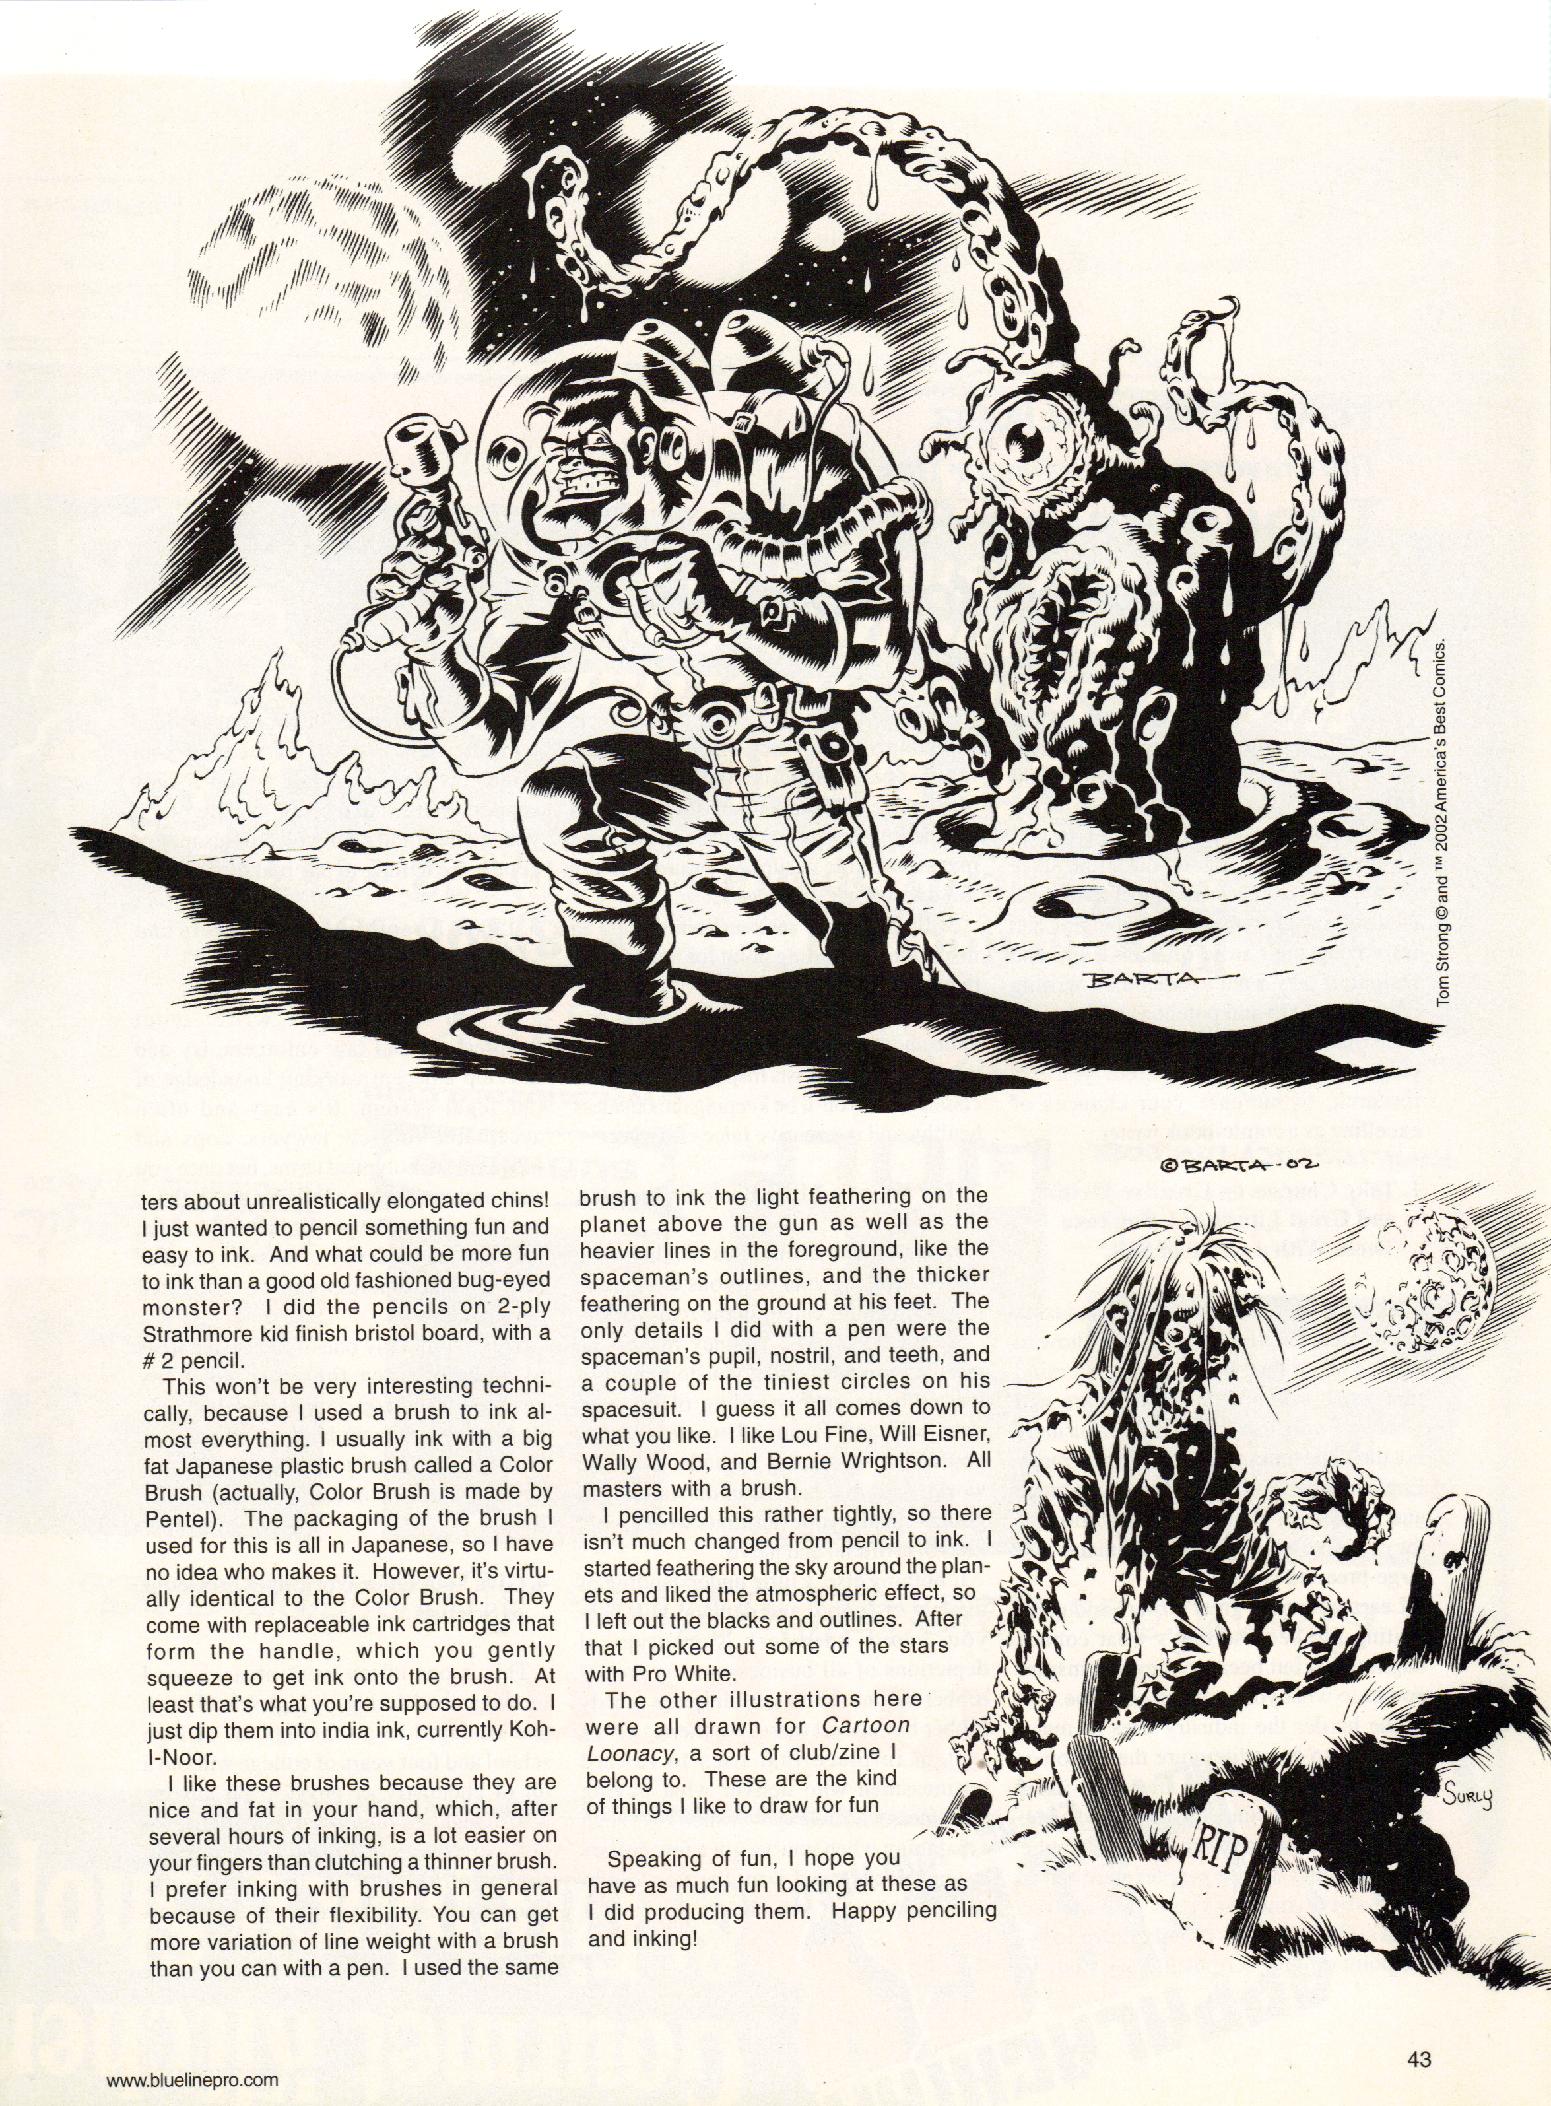 Tom Strong © and ™ 2002 America's Best Comics.
BARTA
© BARTA-02
ters about unrealistically elongated chins!
I just wanted to pencil something fun and
easy to ink. And what could be more fun
to ink than a good old fashioned bug-eyed
monster? I did the pencils on 2-ply
Strathmore kid finish bristol board, with a
# 2 pencil.
This won't be very interesting techni-
cally, because I used a brush to ink al-
most everything. I usually ink with a big
fat Japanese plastic brush called a Color
Brush (actually, Color Brush is made by
Pentel). The packaging of the brush I
used for this is all in Japanese, so I have
no idea who makes it. However, it's virtu-
ally identical to the Color Brush. They
come with replaceable ink cartridges that
form the handle, which you gently
squeeze to get ink onto the brush. At
least that's what you're supposed to do. I
just dip them into india ink, currently Koh-
I-Noor.
I like these brushes because they are
nice and fat in your hand, which, after
several hours of inking, is a lot easier on
your fingers than clutching a thinner brush.
I prefer inking with brushes in general
because of their flexibility. You can get
more variation of line weight with a brush
than you can with a pen. I used the same
brush to ink the light feathering on the
planet above the gun as well as the
heavier lines in the foreground, like the
spaceman's outlines, and the thicker
feathering on the ground at his feet. The
only details I did with a pen were the
spaceman's pupil, nostril, and teeth, and
a couple of the tiniest circles on his
spacesuit. I guess it all comes down to
what you like. I like Lou Fine, Will Eisner,
Wally Wood, and Bernie Wrightson. All
masters with a brush.
I pencilled this rather tightly, so there
isn't much changed from pencil to ink. I
started feathering the sky around the plan-
ets and liked the atmospheric effect, so
I left out the blacks and outlines. After
that I picked out some of the stars
with Pro White.
The other illustrations here
were all drawn for Cartoon
Loonacy, a sort of club/zine I
belong to. These are the kind
of things I like to draw for fun
Speaking of fun, I hope you
have as much fun looking at these as
I did producing them. Happy penciling
and inking!
SURLY
RIP
43
www.bluelinepro.com